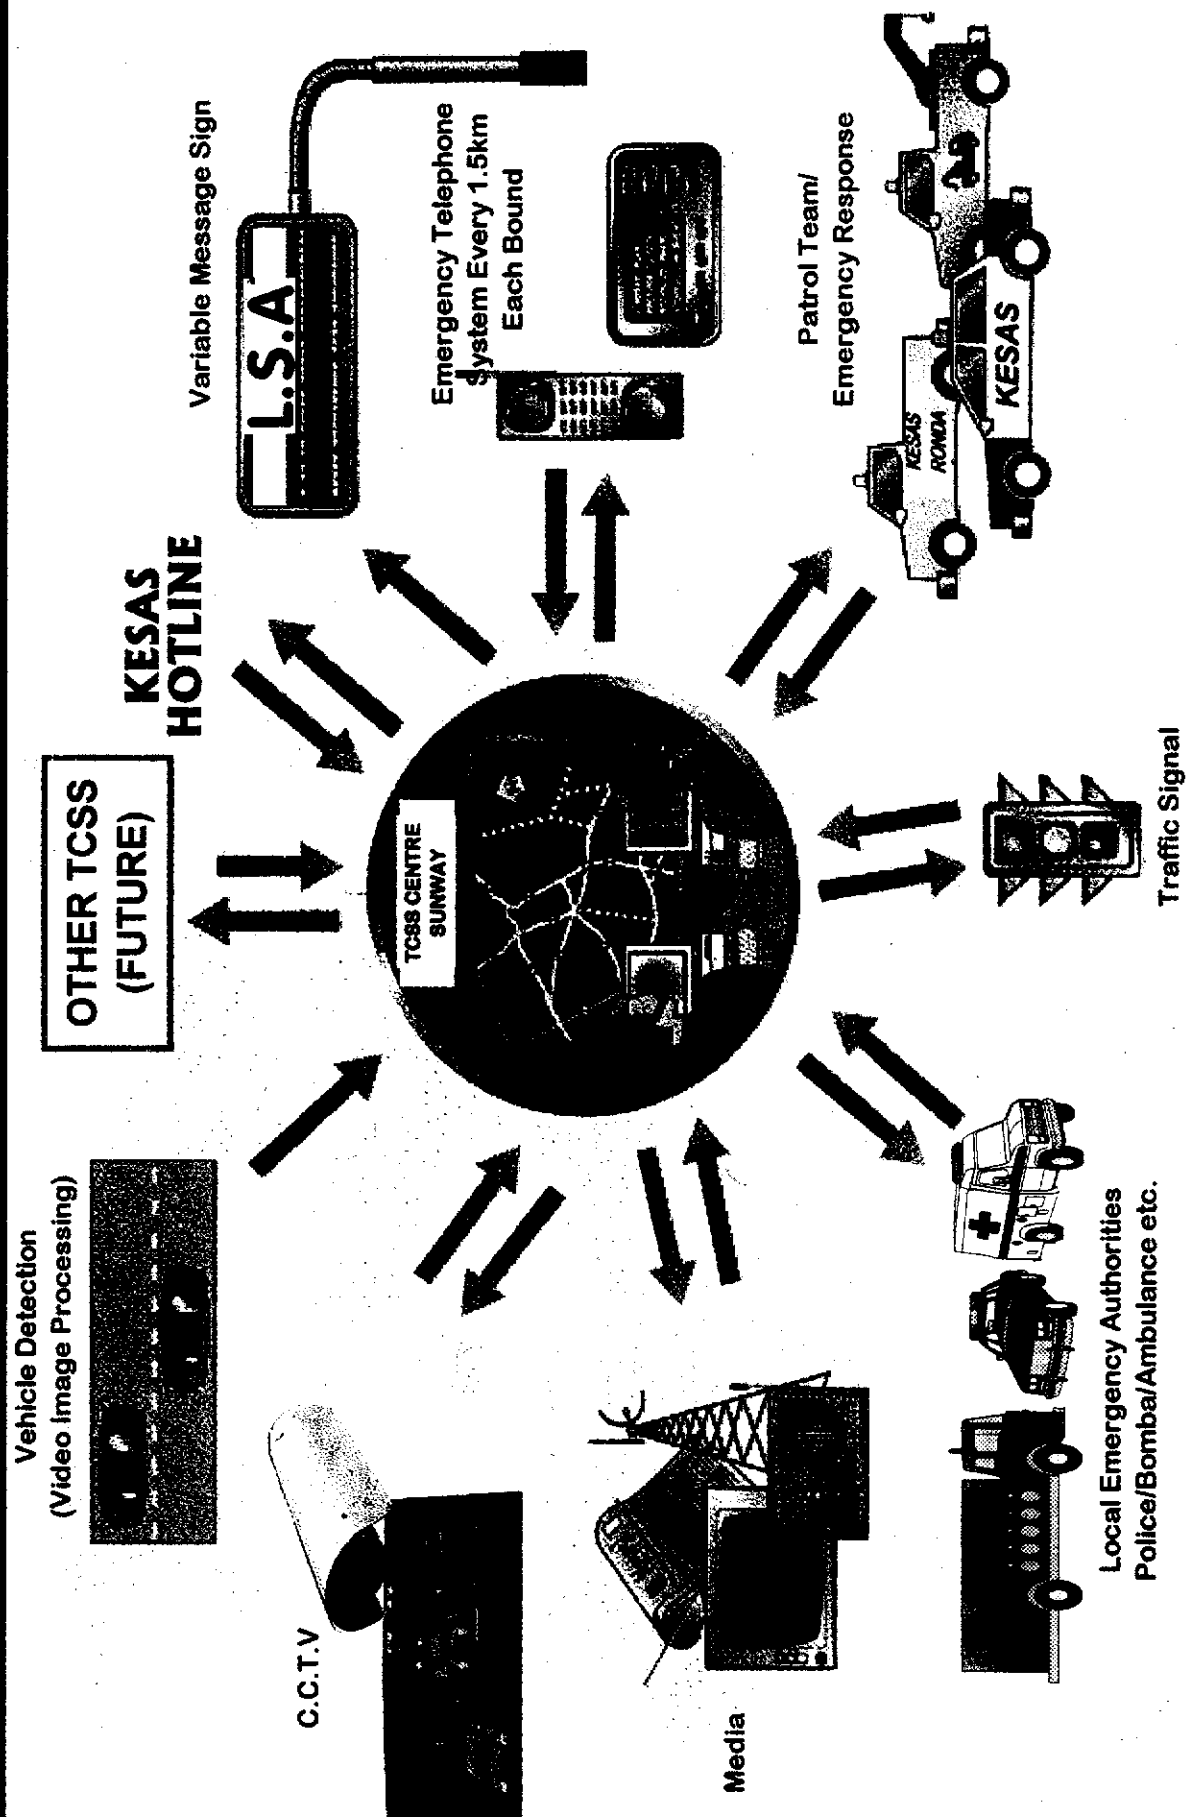 Vehicle Detection
(Video Image Processing)
OTHER TCSS
(FUTURE)
KESAS
HOTLINE
Variable Message Sign
L.S.A
C.C.T.V
TCSS CENTRE
SUNWAY
Emergency Telephone
System Every 1.5km
Each Bound
Media
Patrol Team/
Emergency Response
KESAS
RONDA
KESAS
Local Emergency Authorities
Police/Bomba/Ambulance etc.
Traffic Signal